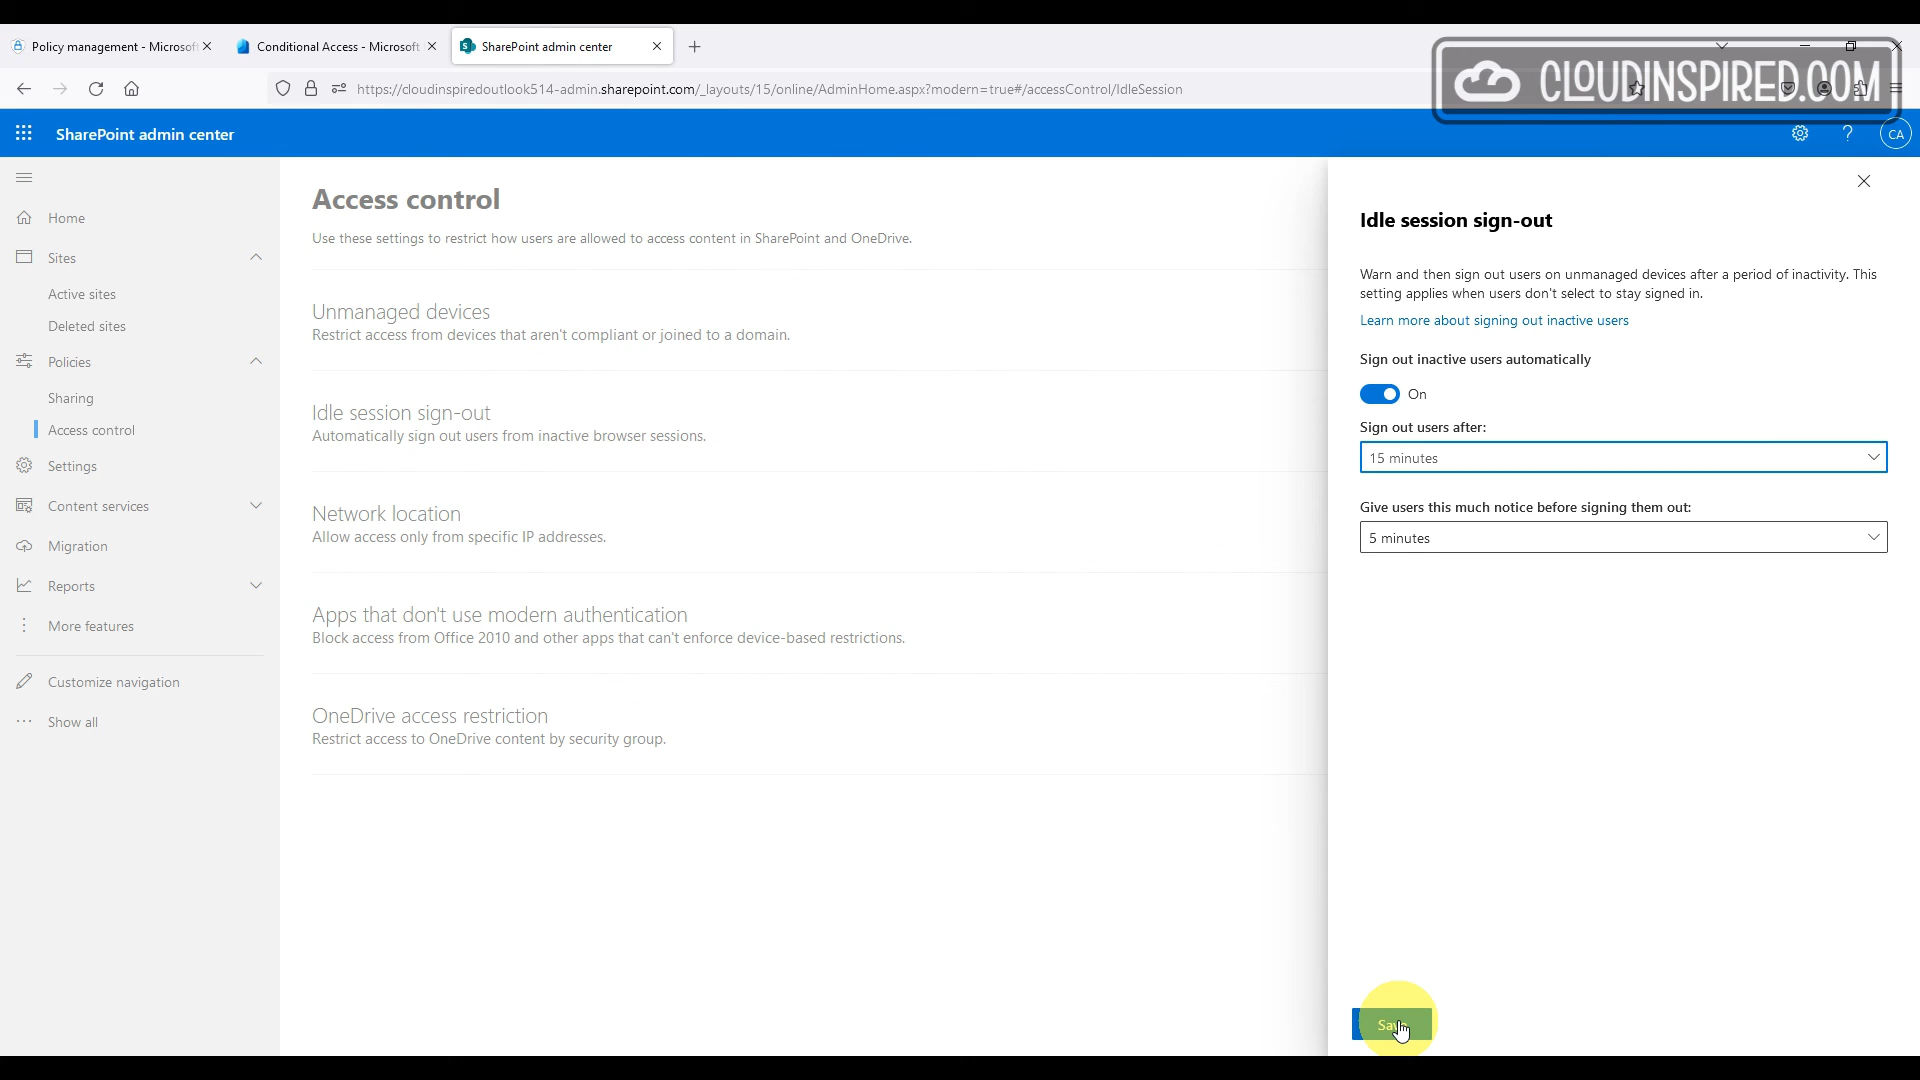 Policy management - Microsof
Conditional Access - Microsoft
SharePoint admin center
https://cloudinspiredoutlook514-admin.sharepoint.com/_layouts/15/online/AdminHome.aspx?modern=true#/accessControl/IdleSession
CLOUDINSPIRED.COM
SharePoint admin center
CA
Home
Sites
Active sites
Deleted sites
Policies
Sharing
Access control
Settings
Content services
Migration
Reports
More features
Customize navigation
Show all
Access control
Use these settings to restrict how users are allowed to access content in SharePoint and OneDrive.
Unmanaged devices
Restrict access from devices that aren't compliant or joined to a domain.
Idle session sign-out
Automatically sign out users from inactive browser sessions.
Network location
Allow access only from specific IP addresses.
Apps that don't use modern authentication
Block access from Office 2010 and other apps that can't enforce device-based restrictions.
OneDrive access restriction
Restrict access to OneDrive content by security group.
Idle session sign-out
Warn and then sign out users on unmanaged devices after a period of inactivity. This
setting applies when users don't select to stay signed in.
Learn more about signing out inactive users
Sign out inactive users automatically
On
Sign out users after:
15 minutes
Give users this much notice before signing them out:
5 minutes
Save